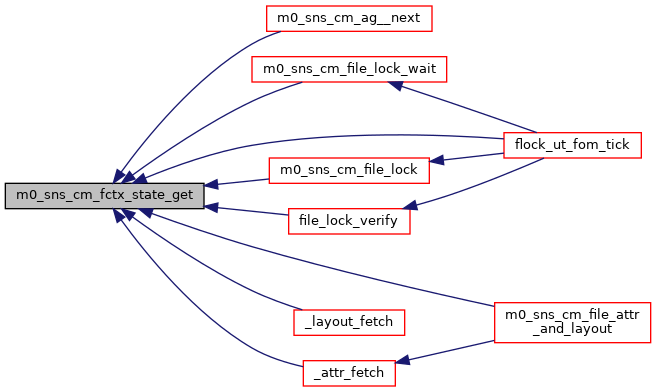 m0_sns_cm_ag__next
m0_sns_cm_file_lock_wait
flock_ut_fom_tick
m0_sns_cm_file_lock
m0_sns_cm_fctx_state_get
file_lock_verify
m0_sns_cm_file_attr
_and_layout
_layout_fetch
_attr_fetch